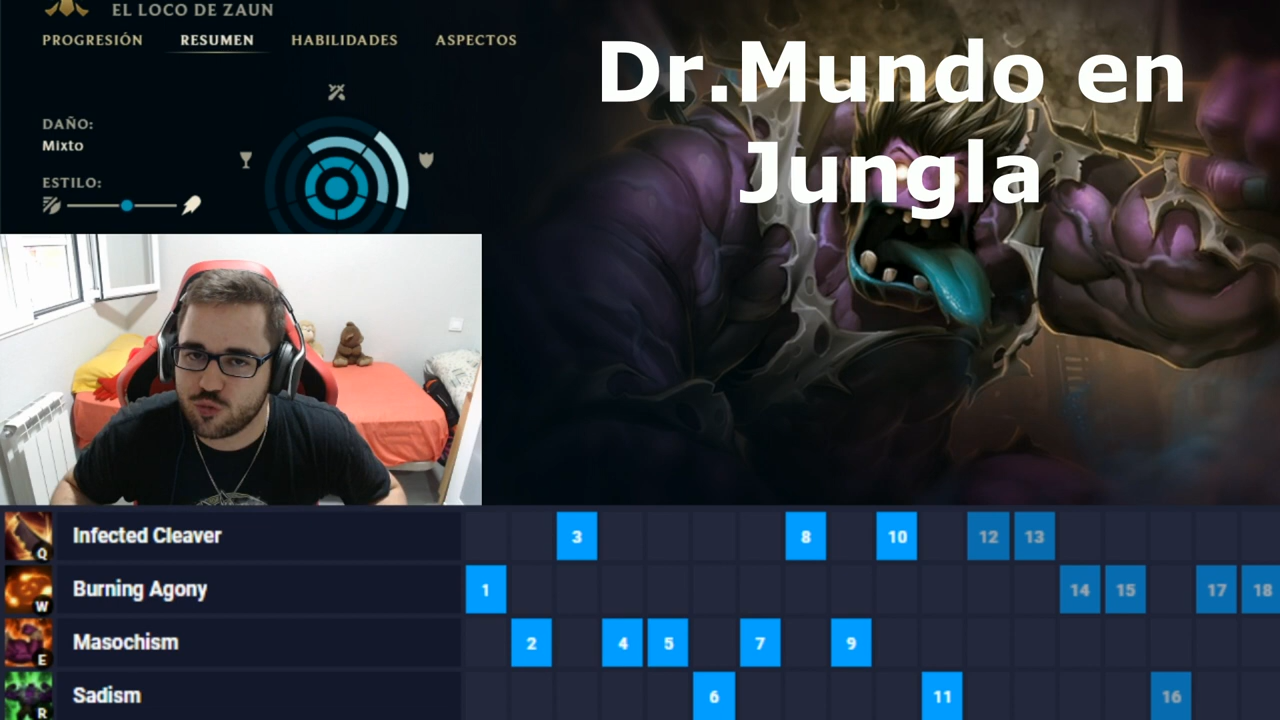 EL LOCO DE ZAUN
PROGRESIÓN RESUMEN HABILIDADES ASPECTOS
Dr.Mundo en
Jungla
DAÑO:
Mixto
ESTILO:
Q Infected Cleaver 3 8 10 12 13
W Burning Agony 1 14 15 17 18
E Masochism 2 4 5 7 9
R Sadism 6 11 16